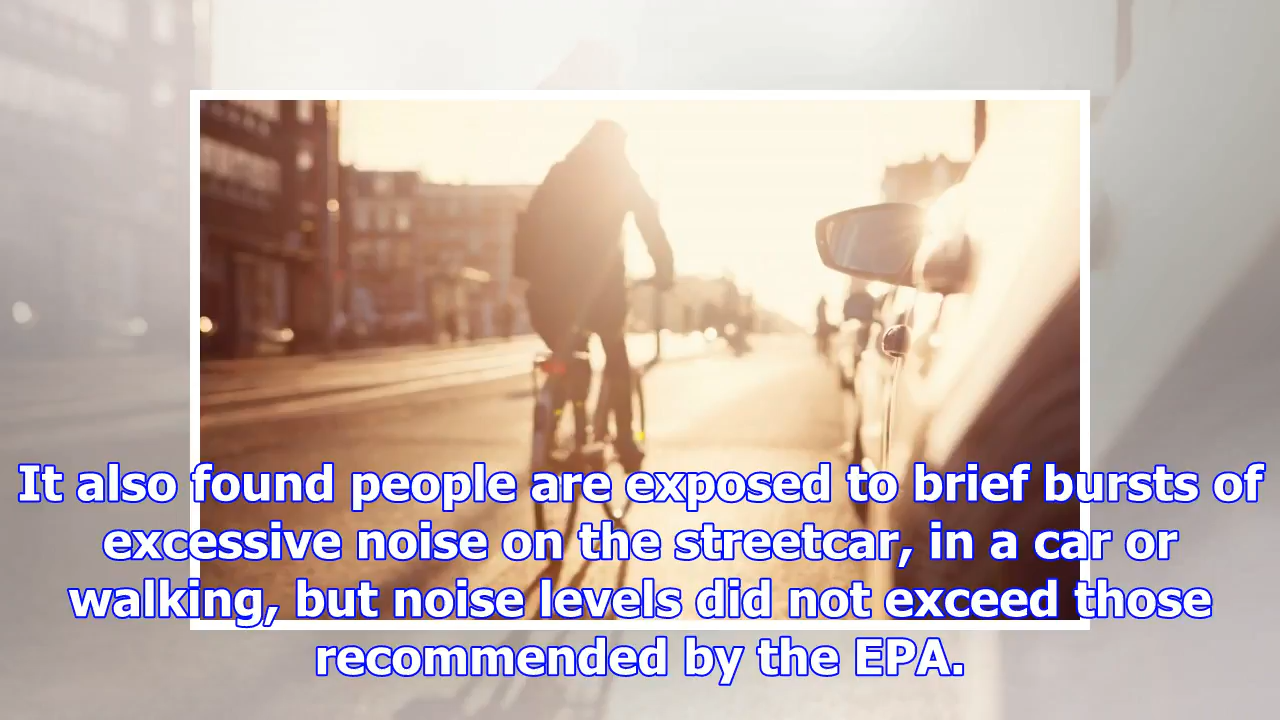 It also found people are exposed to brief bursts of
excessive noise on the streetcar, in a car or
walking, but noise levels did not exceed those
recommended by the EPA.